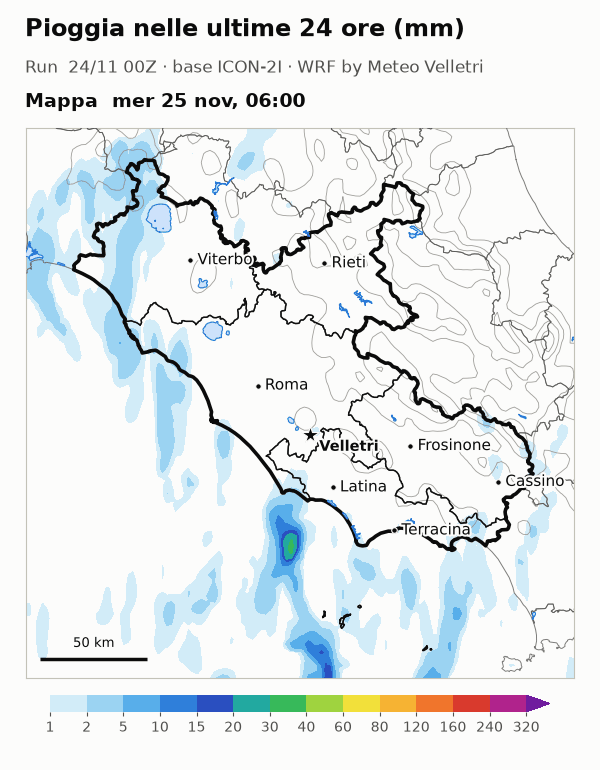 Pioggia nelle ultime 24 ore (mm)
Run  24/11 00Z · base ICON-2I · WRF by Meteo Velletri
Mappa  mer 25 nov, 06:00
Viterbo
Rieti
Roma
Velletri
Frosinone
Cassino
Latina
Terracina
50 km
1 2 5 10 15 20 30 40 60 80 120 160 240 320